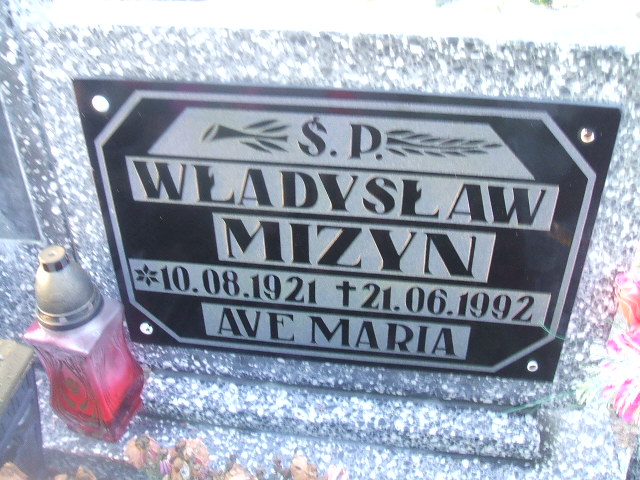 Ś.P.
WŁADYSŁAW
MIZYN
*10.08.1921 †21.06.1992
AVE MARIA